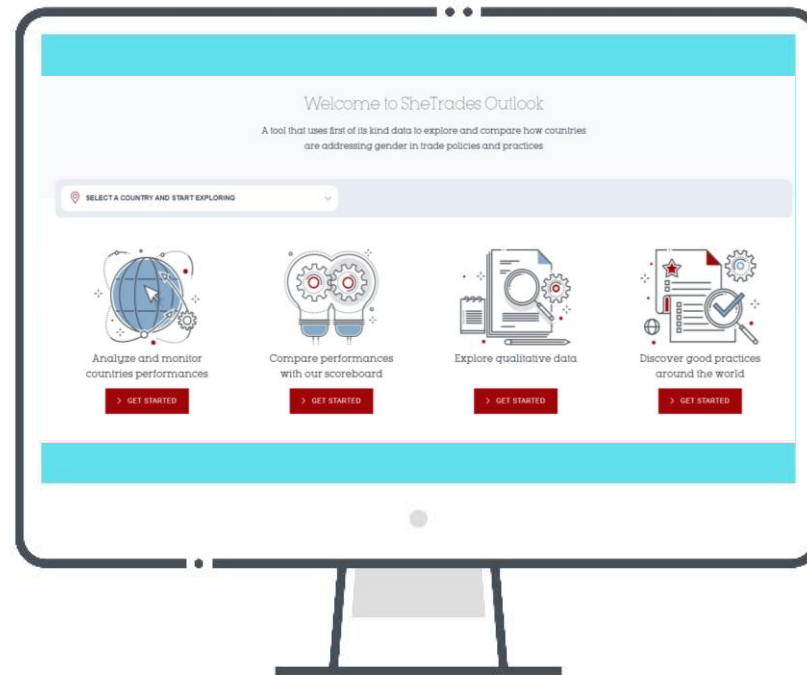 Welcome to SheTrades Outlook
A tool that uses first of its kind data to explore and compare how countries
are addressing gender in trade policies and practices
SELECT A COUNTRY AND START EXPLORING
Analyze and monitor
countries performances
Compare performances
with our scoreboard
Explore qualitative data
Discover good practices
around the world
> GET STARTED
> GET STARTED
> GET STARTED
> GET STARTED